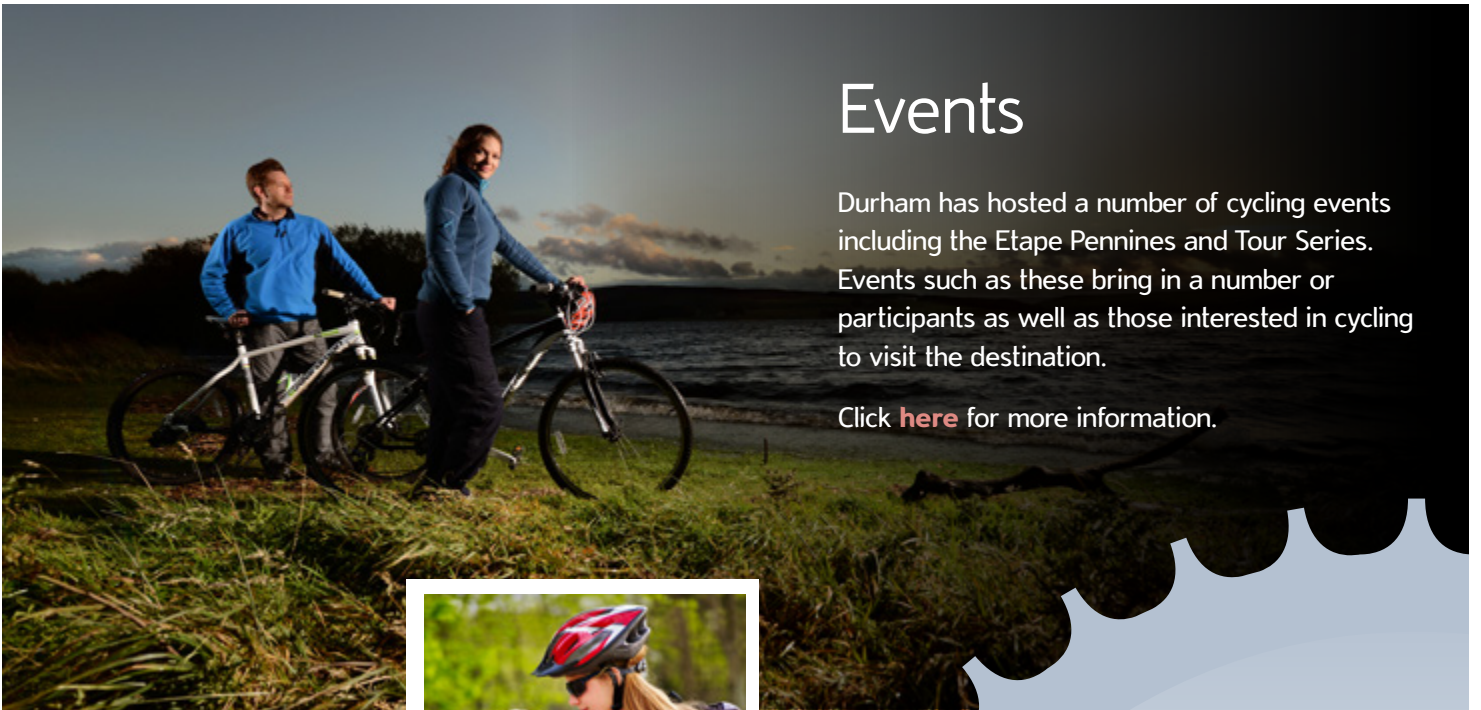 Events
Durham has hosted a number of cycling events
including the Etape Pennines and Tour Series.
Events such as these bring in a number or
participants as well as those interested in cycling
to visit the destination.
Click here for more information.